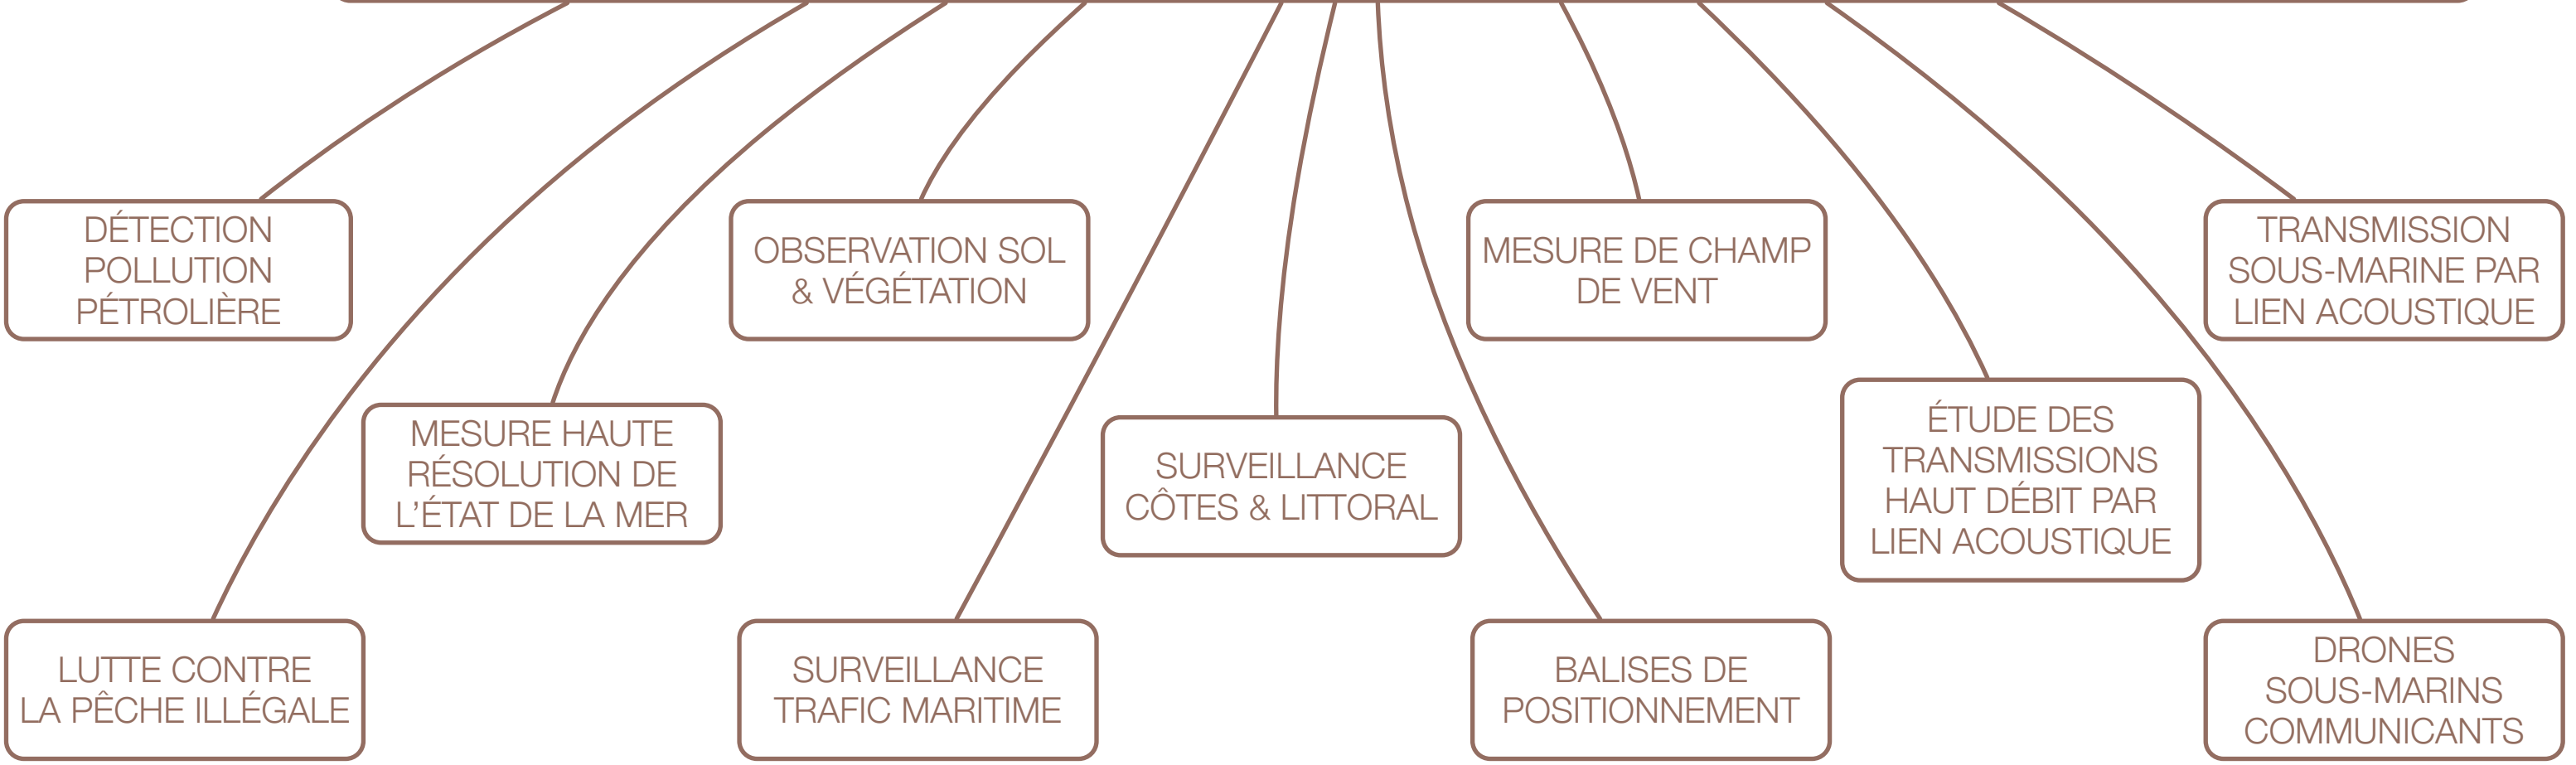 DÉTECTION
POLLUTION
PÉTROLIÈRE
OBSERVATION SOL
& VÉGÉTATION
MESURE DE CHAMP
DE VENT
TRANSMISSION
SOUS-MARINE PAR
LIEN ACOUSTIQUE
MESURE HAUTE
RÉSOLUTION DE
L'ÉTAT DE LA MER
SURVEILLANCE
CÔTES & LITTORAL
ÉTUDE DES
TRANSMISSIONS
HAUT DÉBIT PAR
LIEN ACOUSTIQUE
LUTTE CONTRE
LA PÊCHE ILLÉGALE
SURVEILLANCE
TRAFIC MARITIME
BALISES DE
POSITIONNEMENT
DRONES
SOUS-MARINS
COMMUNICANTS